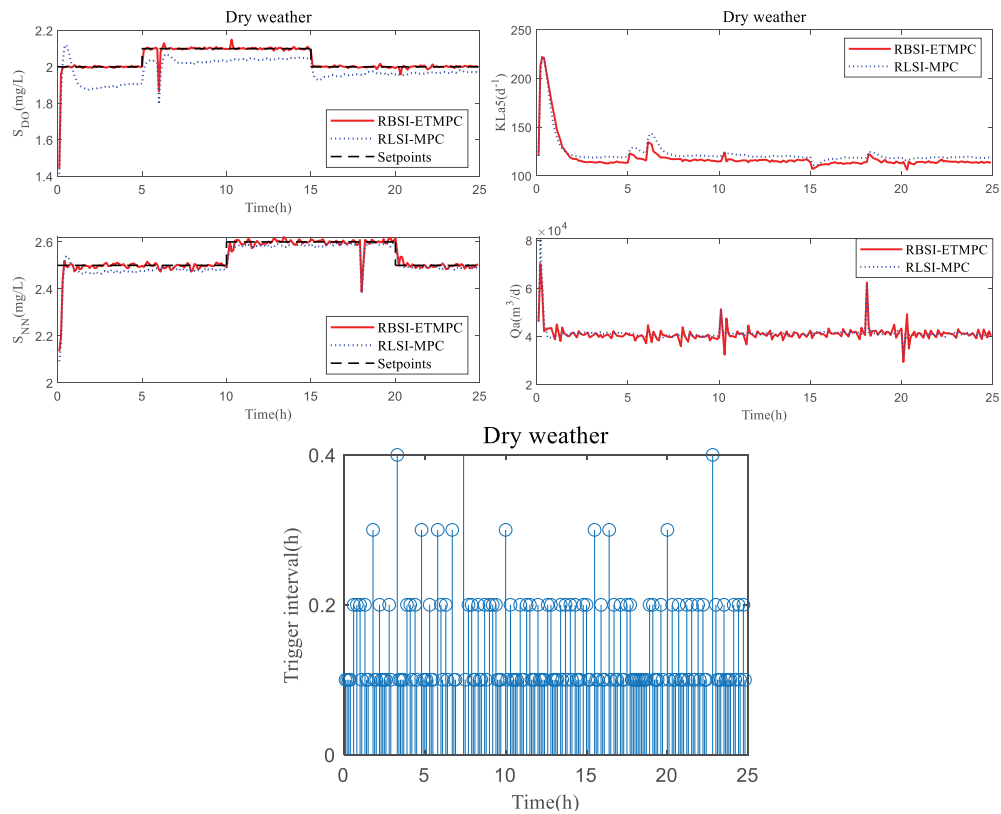 Dry weather
2.2
2
1.8
1.6
1.4
S_DO(mg/L)
RBSI-ETMPC
RLSI-MPC
Setpoints
0 5 10 15 20 25
Time(h)
Dry weather
250
200
150
100
KLa5(d⁻¹)
RBSI-ETMPC
RLSI-MPC
0 5 10 15 20 25
Time(h)
2.6
2.4
2.2
2
S_NN(mg/L)
RBSI-ETMPC
RLSI-MPC
Setpoints
0 5 10 15 20 25
Time(h)
×10⁴
8
6
4
2
Qa(m³/d)
RBSI-ETMPC
RLSI-MPC
0 5 10 15 20 25
Time(h)
Dry weather
0.4
0.2
0
Trigger interval(h)
0 5 10 15 20 25
Time(h)